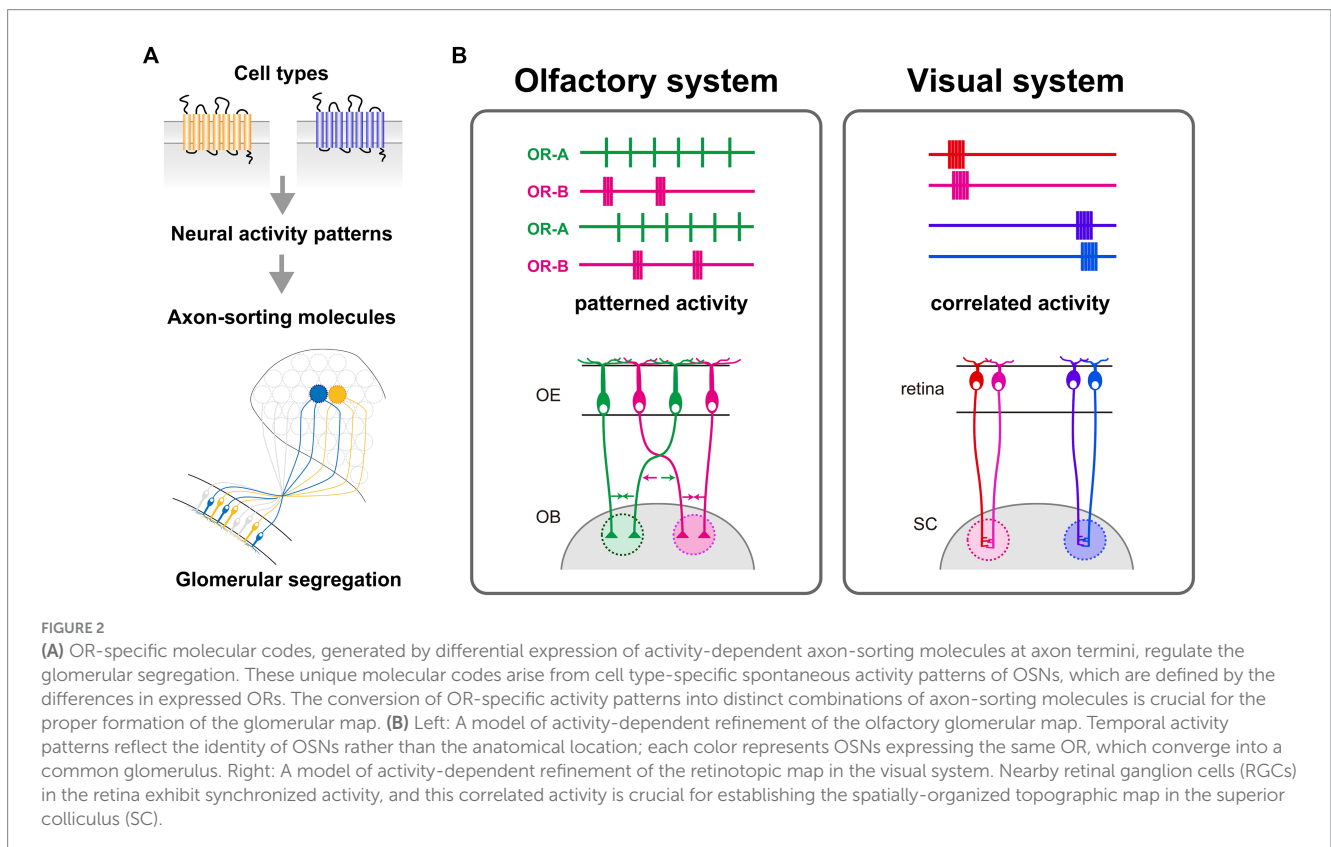 A
Cell types
Neural activity patterns
Axon-sorting molecules
Glomerular segregation
B
Olfactory system
OR-A
OR-B
OR-A
OR-B
patterned activity
OE
OB
Visual system
correlated activity
retina
SC
FIGURE 2
(A) OR-specific molecular codes, generated by differential expression of activity-dependent axon-sorting molecules at axon termini, regulate the
glomerular segregation. These unique molecular codes arise from cell type-specific spontaneous activity patterns of OSNs, which are defined by the
differences in expressed ORs. The conversion of OR-specific activity patterns into distinct combinations of axon-sorting molecules is crucial for the
proper formation of the glomerular map. (B) Left: A model of activity-dependent refinement of the olfactory glomerular map. Temporal activity
patterns reflect the identity of OSNs rather than the anatomical location; each color represents OSNs expressing the same OR, which converge into a
common glomerulus. Right: A model of activity-dependent refinement of the retinotopic map in the visual system. Nearby retinal ganglion cells (RGCs)
in the retina exhibit synchronized activity, and this correlated activity is crucial for establishing the spatially-organized topographic map in the superior
colliculus (SC).